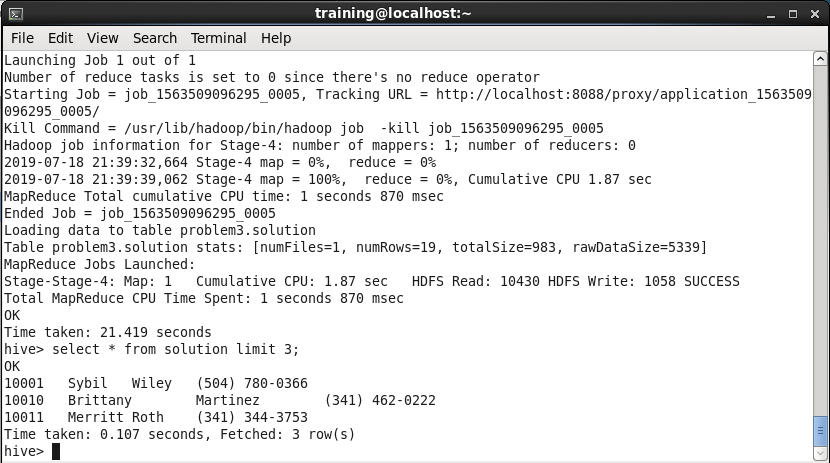 training@localhost:~
File Edit View Search Terminal Help
Launching Job 1 out of 1
Number of reduce tasks is set to 0 since there's no reduce operator
Starting Job = job_1563509096295_0005, Tracking URL = http://localhost:8088/proxy/application_1563509
096295_0005/
Kill Command = /usr/lib/hadoop/bin/hadoop job  -kill job_1563509096295_0005
Hadoop job information for Stage-4: number of mappers: 1; number of reducers: 0
2019-07-18 21:39:32,664 Stage-4 map = 0%,  reduce = 0%
2019-07-18 21:39:39,062 Stage-4 map = 100%,  reduce = 0%, Cumulative CPU 1.87 sec
MapReduce Total cumulative CPU time: 1 seconds 870 msec
Ended Job = job_1563509096295_0005
Loading data to table problem3.solution
Table problem3.solution stats: [numFiles=1, numRows=19, totalSize=983, rawDataSize=5339]
MapReduce Jobs Launched:
Stage-Stage-4: Map: 1   Cumulative CPU: 1.87 sec   HDFS Read: 10430 HDFS Write: 1058 SUCCESS
Total MapReduce CPU Time Spent: 1 seconds 870 msec
OK
Time taken: 21.419 seconds
hive> select * from solution limit 3;
OK
10001   Sybil   Wiley   (504) 780-0366
10010   Brittany        Martinez        (341) 462-0222
10011   Merritt Roth    (341) 344-3753
Time taken: 0.107 seconds, Fetched: 3 row(s)
hive>